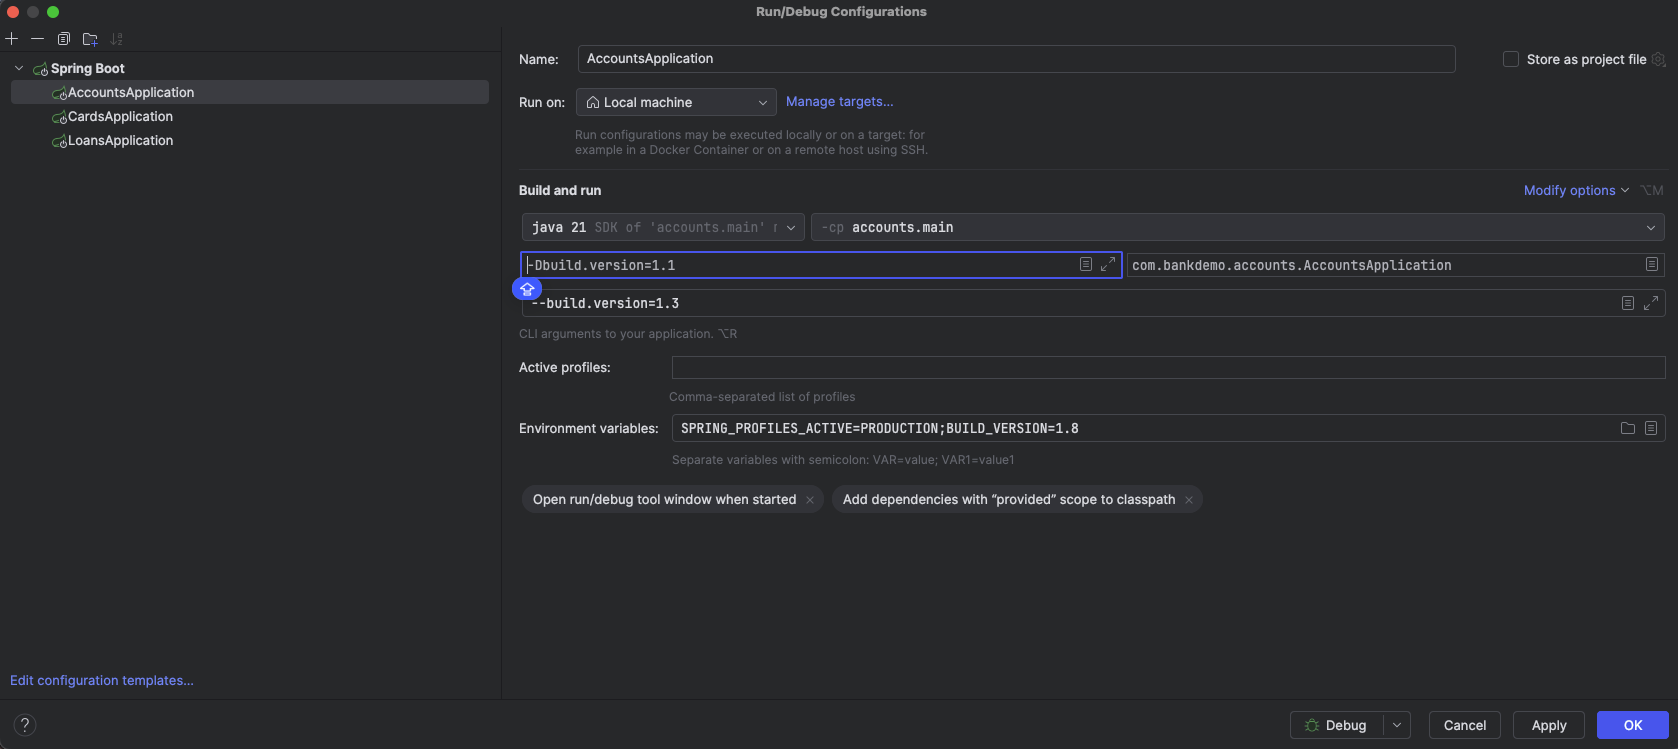 Run/Debug Configurations
Spring Boot
AccountsApplication
CardsApplication
LoansApplication
Edit configuration templates...
Name: AccountsApplication
Store as project file
Run on: Local machine
Manage targets...
Run configurations may be executed locally or on a target: for
example in a Docker Container or on a remote host using SSH.
Build and run
Modify options ⌥M
java 21 SDK of 'accounts.main'
-cp accounts.main
-Dbuild.version=1.1
com.bankdemo.accounts.AccountsApplication
--build.version=1.3
CLI arguments to your application. ⌥R
Active profiles:
Comma-separated list of profiles
Environment variables: SPRING_PROFILES_ACTIVE=PRODUCTION;BUILD_VERSION=1.8
Separate variables with semicolon: VAR=value; VAR1=value1
Open run/debug tool window when started ×
Add dependencies with “provided” scope to classpath ×
?
Debug
Cancel
Apply
OK